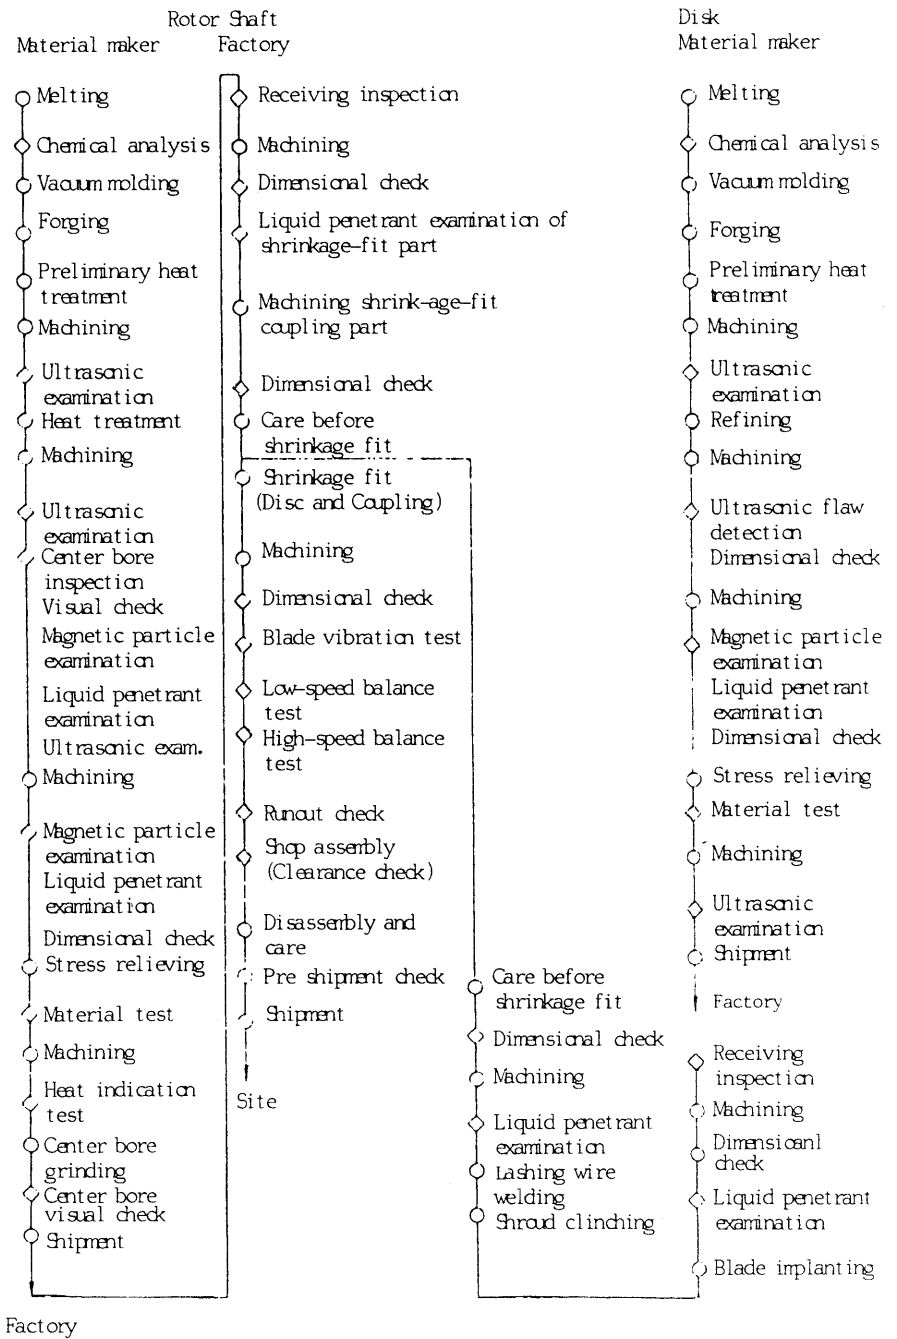 Rotor Shaft
Material maker
Melting
Chemical analysis
Vacuum molding
Forging
Preliminary heat
treatment
Machining
Ultrasonic
examination
Heat treatment
Machining
Ultrasonic
examination
Center bore
inspection
Visual check
Magnetic particle
examination
Liquid penetrant
examination
Ultrasonic exam.
Machining
Magnetic particle
examination
Liquid penetrant
examination
Dimensional check
Stress relieving
Material test
Machining
Heat indication
test
Center bore
grinding
Center bore
visual check
Shipment
Factory
Factory
Receiving inspection
Machining
Dimensional check
Liquid penetrant examination of
shrinkage-fit part
Machining shrink-age-fit
coupling part
Dimensional check
Care before
shrinkage fit
Shrinkage fit
(Disc and Coupling)
Machining
Dimensional check
Blade vibration test
Low-speed balance
test
High-speed balance
test
Runout check
Shop assembly
(Clearance check)
Disassembly and
care
Pre shipment check
Shipment
Site
Disk
Material maker
Melting
Chemical analysis
Vacuum molding
Forging
Preliminary heat
treatment
Machining
Ultrasonic
examination
Refining
Machining
Ultrasonic flaw
detection
Dimensional check
Machining
Magnetic particle
examination
Liquid penetrant
examination
Dimensional check
Stress relieving
Material test
Machining
Ultrasonic
examination
Shipment
Factory
Receiving
inspection
Machining
Dimensioanl
check
Liquid penetrant
examination
Blade implanting
Care before
shrinkage fit
Dimensional check
Machining
Liquid penetrant
examination
Lashing wire
welding
Shroud clinching